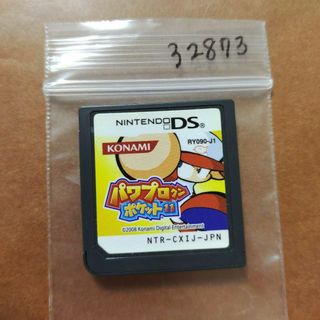 32873
NINTENDO DS
KONAMI
RY090-J1
パワプロクン
ポケット11
©2008 Konami Digital Entertainment
NTR-CXIJ-JPN